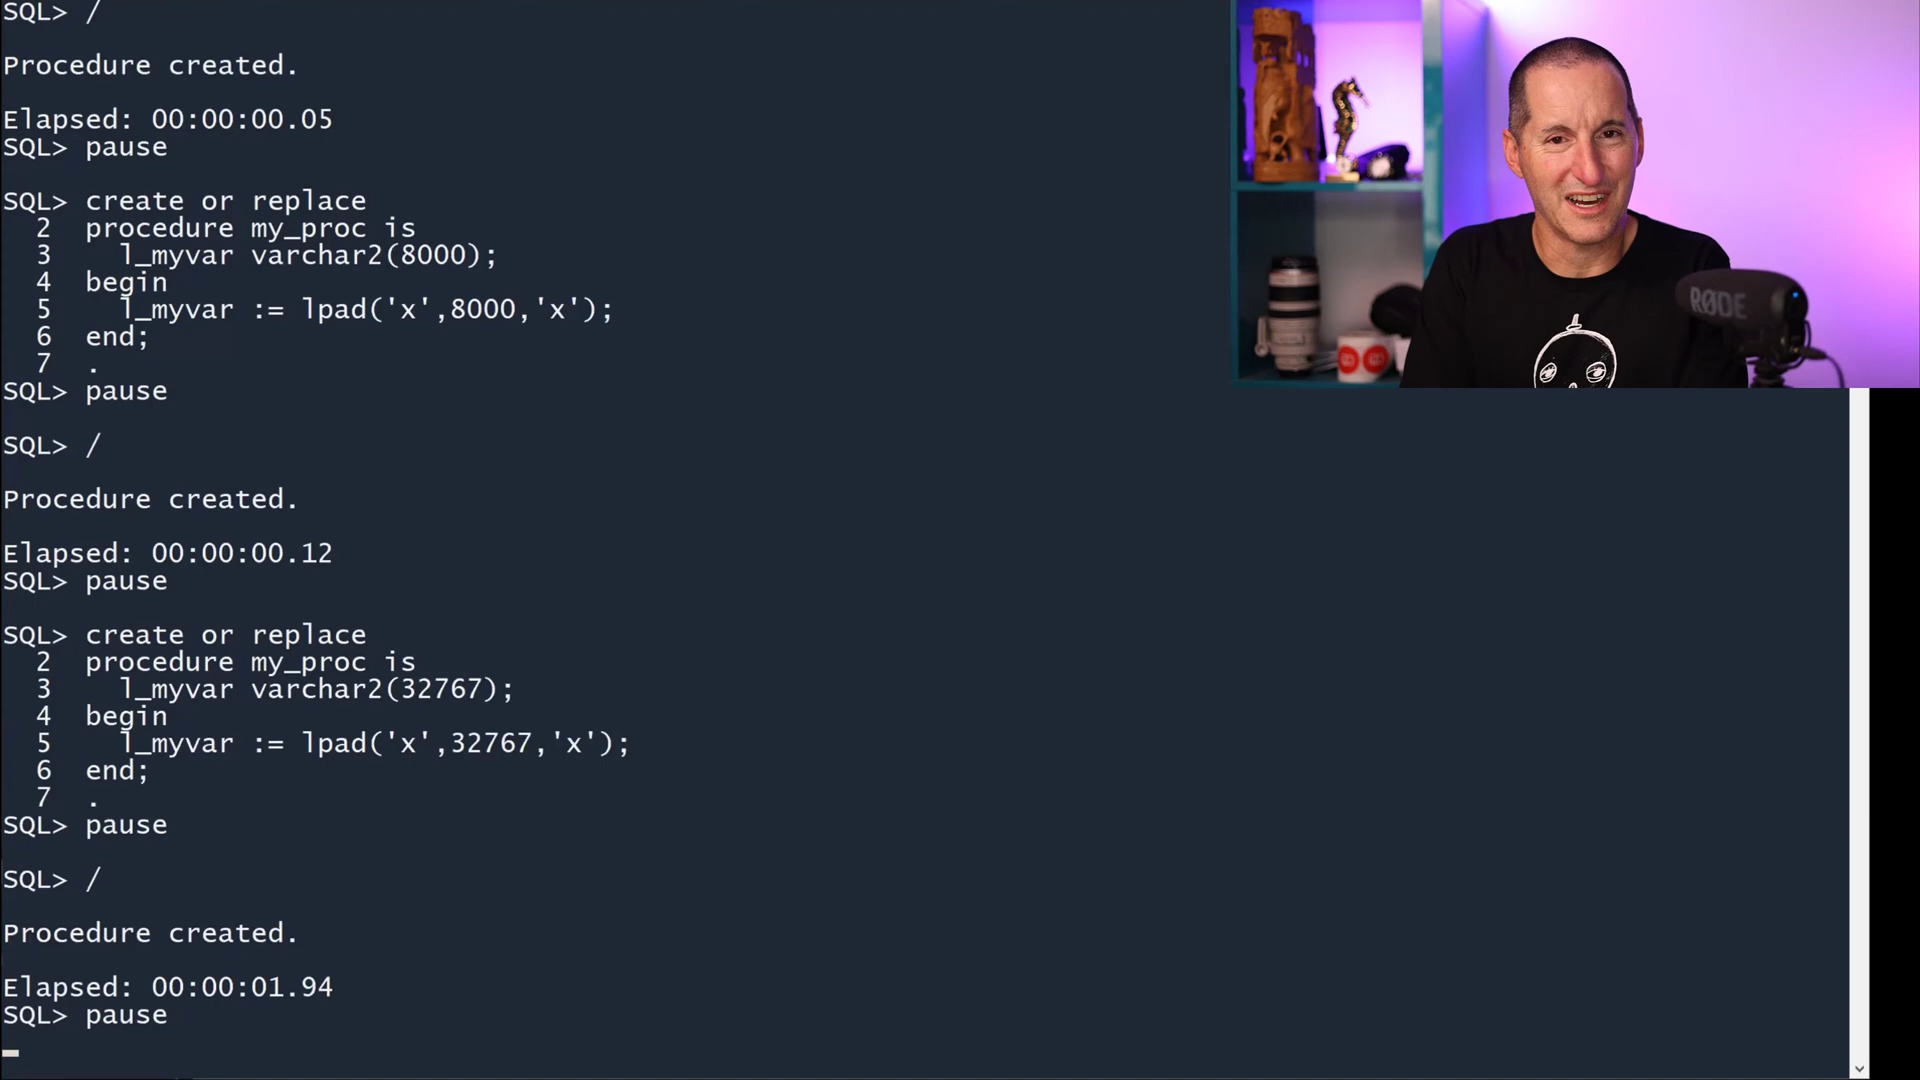 SQL> /
Procedure created.
Elapsed: 00:00:00.05
SQL> pause
SQL> create or replace
  2  procedure my_proc is
  3    l_myvar varchar2(8000);
  4  begin
  5    l_myvar := lpad('x',8000,'x');
  6  end;
  7  .
SQL> pause
SQL> /
Procedure created.
Elapsed: 00:00:00.12
SQL> pause
SQL> create or replace
  2  procedure my_proc is
  3    l_myvar varchar2(32767);
  4  begin
  5    l_myvar := lpad('x',32767,'x');
  6  end;
  7  .
SQL> pause
SQL> /
Procedure created.
Elapsed: 00:00:01.94
SQL> pause
RØDE